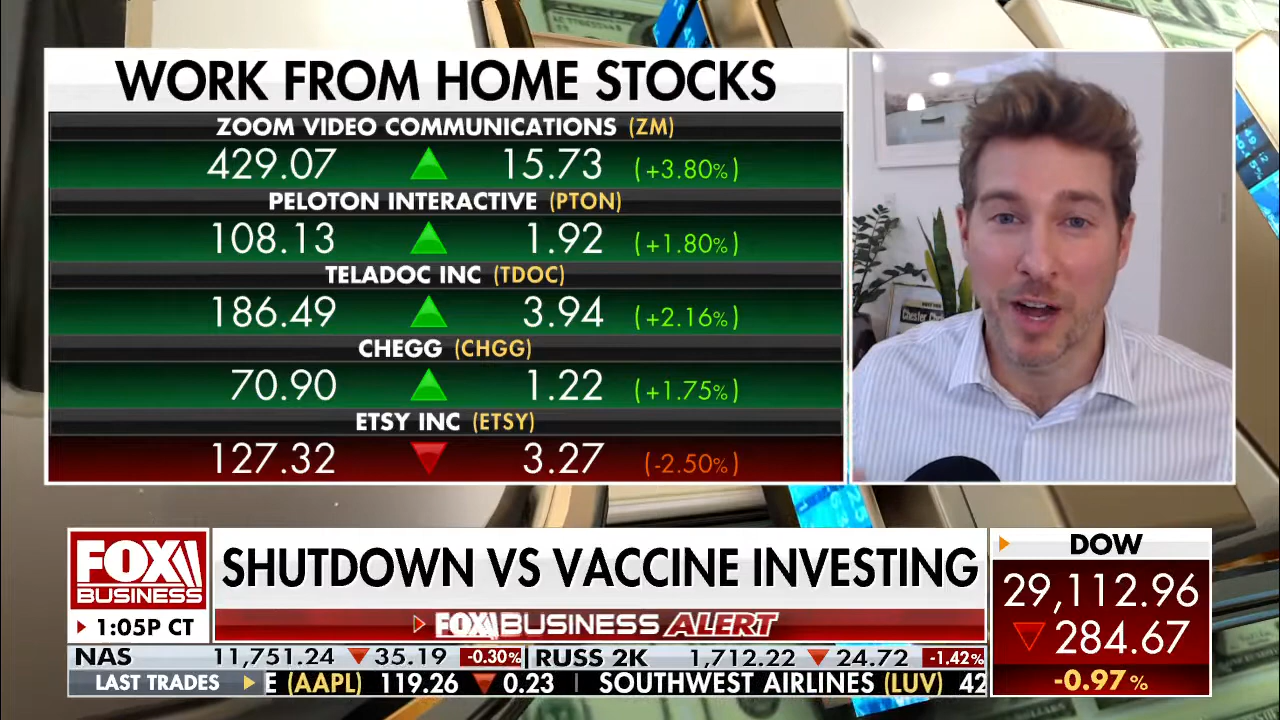 WORK FROM HOME STOCKS
ZOOM VIDEO COMMUNICATIONS (ZM)
429.07 ▲ 15.73 (+3.80%)
PELOTON INTERACTIVE (PTON)
108.13 ▲ 1.92 (+1.80%)
TELADOC INC (TDOC)
186.49 ▲ 3.94 (+2.16%)
CHEGG (CHGG)
70.90 ▲ 1.22 (+1.75%)
ETSY INC (ETSY)
127.32 ▼ 3.27 (-2.50%)
FOX
BUSINESS
1:05P CT
SHUTDOWN VS VACCINE INVESTING
FOX BUSINESS ALERT
DOW
29,112.96
▼ 284.67
-0.97%
NAS 11,751.24 ▼ 35.19 -0.30% RUSS 2K 1,712.22 ▼ 24.72 -1.42%
LAST TRADES E (AAPL) 119.26 ▼ 0.23 | SOUTHWEST AIRLINES (LUV) 42